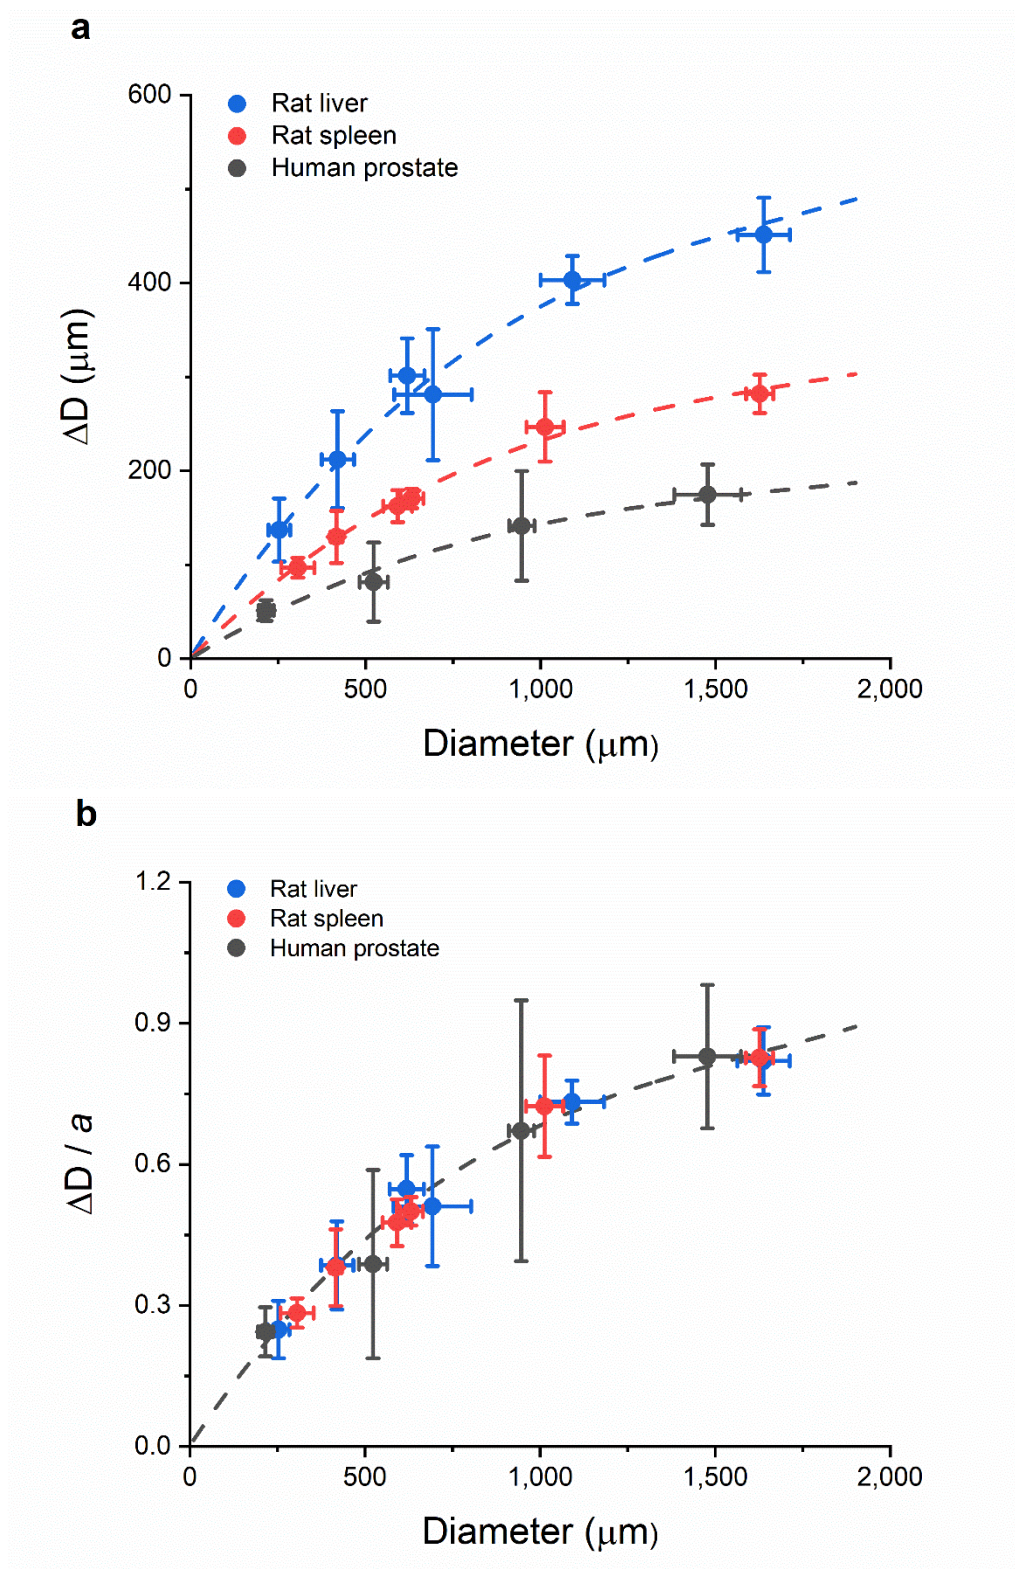 a
600
400
200
0
ΔD (μm)
Rat liver
Rat spleen
Human prostate
0 500 1,000 1,500 2,000
Diameter (μm)
b
1.2
0.9
0.6
0.3
0.0
ΔD / a
Rat liver
Rat spleen
Human prostate
0 500 1,000 1,500 2,000
Diameter (μm)